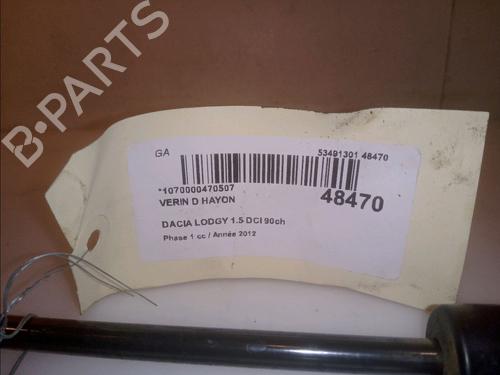 B-PARTS
GA
53491301 48470
*1070000470507
VERIN D HAYON
48470
DACIA LODGY 1.5 DCI 90ch
Phase 1 cc / Année 2012